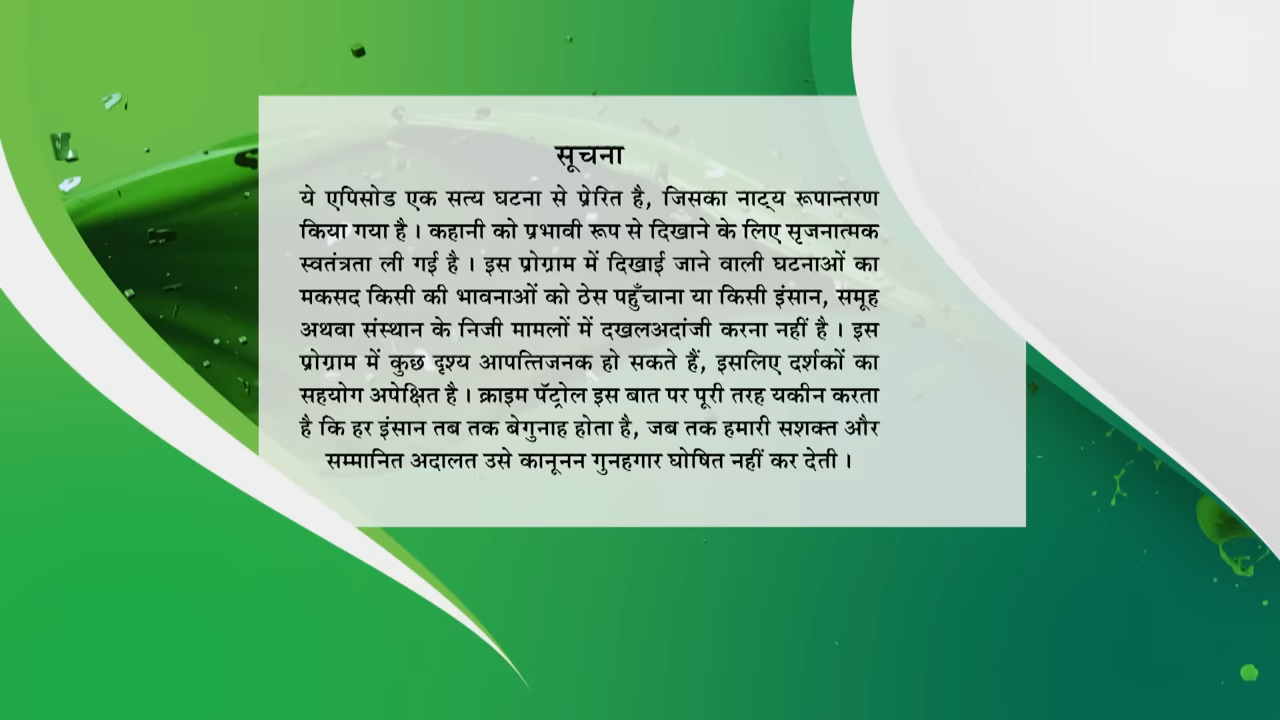 सूचना
ये एपिसोड एक सत्य घटना से प्रेरित है, जिसका नाट्य रूपान्तरण
किया गया है । कहानी को प्रभावी रूप से दिखाने के लिए सृजनात्मक
स्वतंत्रता ली गई है । इस प्रोग्राम में दिखाई जाने वाली घटनाओं का
मकसद किसी की भावनाओं को ठेस पहुँचाना या किसी इंसान, समूह
अथवा संस्थान के निजी मामलों में दखलअदांजी करना नहीं है । इस
प्रोग्राम में कुछ दृश्य आपत्तिजनक हो सकते हैं, इसलिए दर्शकों का
सहयोग अपेक्षित है । क्राइम पॅट्रोल इस बात पर पूरी तरह यकीन करता
है कि हर इंसान तब तक बेगुनाह होता है, जब तक हमारी सशक्त और
सम्मानित अदालत उसे कानूनन गुनहगार घोषित नहीं कर देती ।